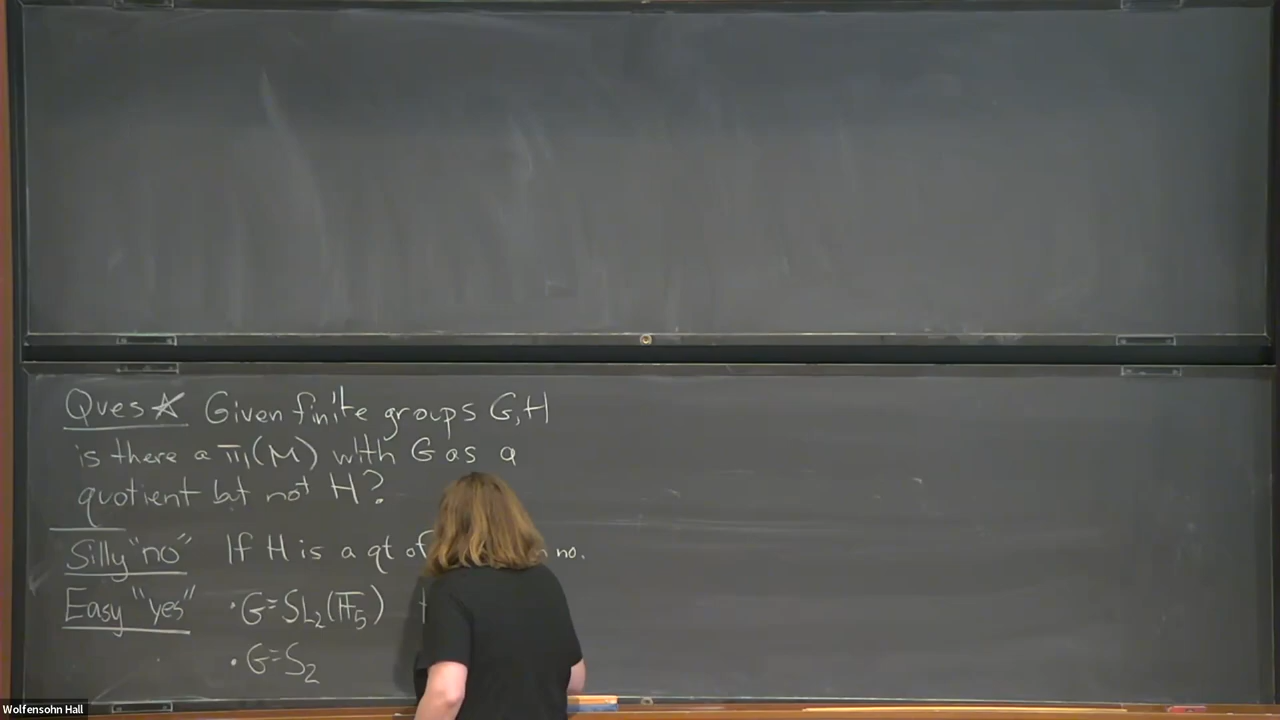 Ques☆ Given finite groups G,H
is there a π₁(M) with G as a
quotient but not H?
Silly "no" If H is a qt of no.
Easy "yes" • G=SL₂(𝔽₅)
• G=S₂
Wolfensohn Hall